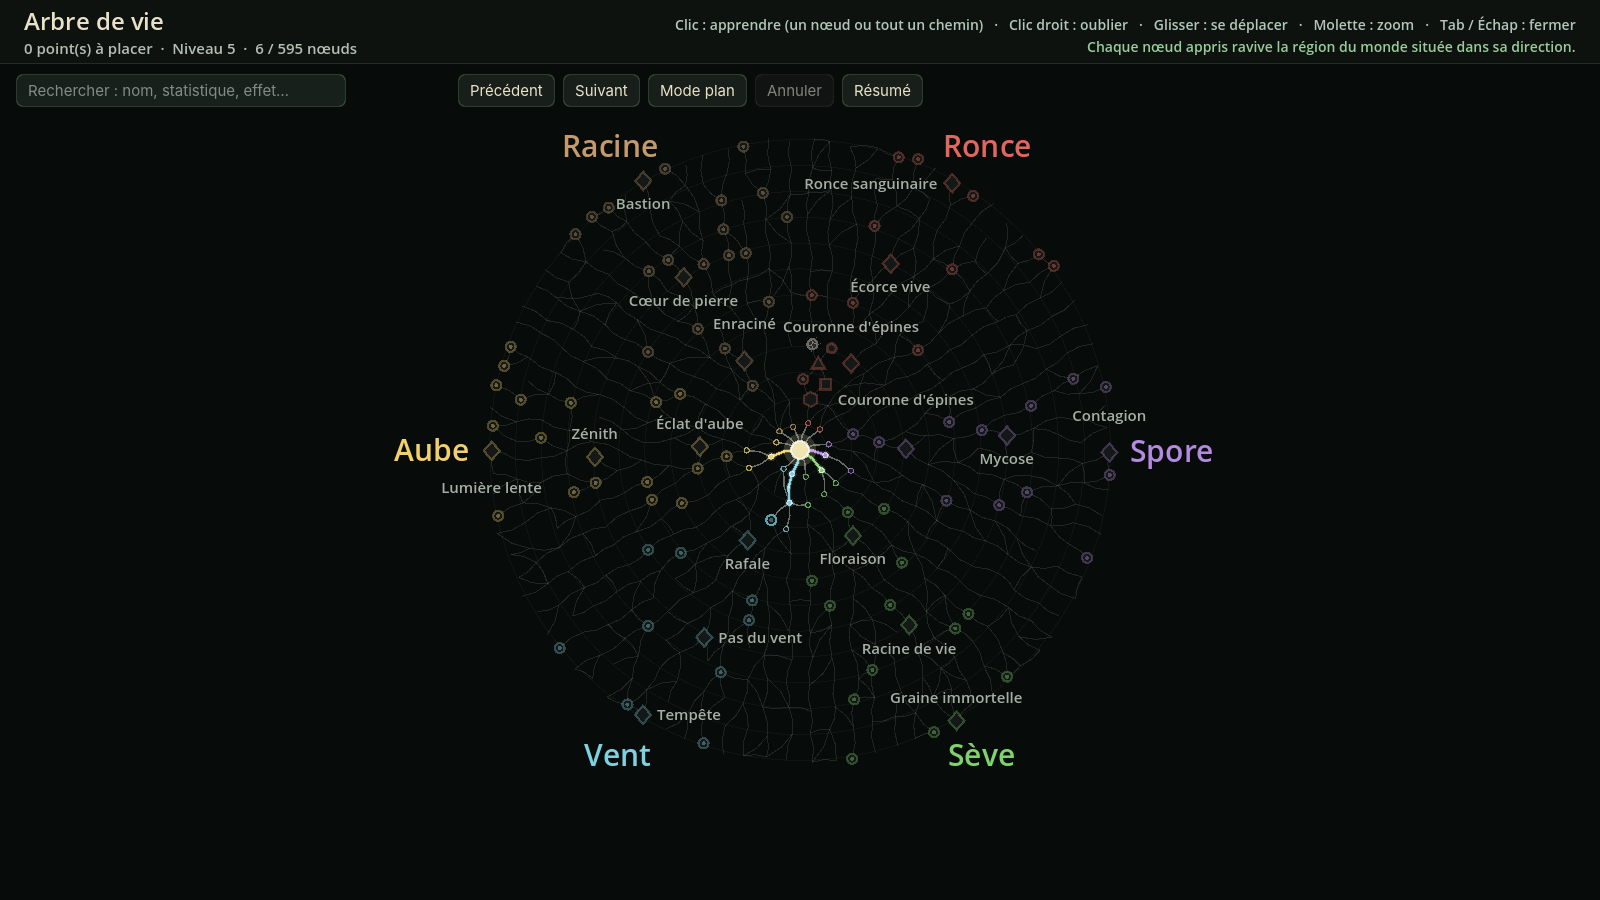 Arbre de vie
0 point(s) à placer · Niveau 5 · 6 / 595 nœuds
Clic : apprendre (un nœud ou tout un chemin) · Clic droit : oublier · Glisser : se déplacer · Molette : zoom · Tab / Échap : fermer
Chaque nœud appris ravive la région du monde située dans sa direction.
Rechercher : nom, statistique, effet...
Précédent
Suivant
Mode plan
Annuler
Résumé
Racine
Ronce
Ronce sanguinaire
Bastion
Écorce vive
Cœur de pierre
Enraciné
Couronne d'épines
Couronne d'épines
Contagion
Éclat d'aube
Zénith
Aube
Spore
Mycose
Lumière lente
Rafale
Floraison
Pas du vent
Racine de vie
Graine immortelle
Tempête
Vent
Sève